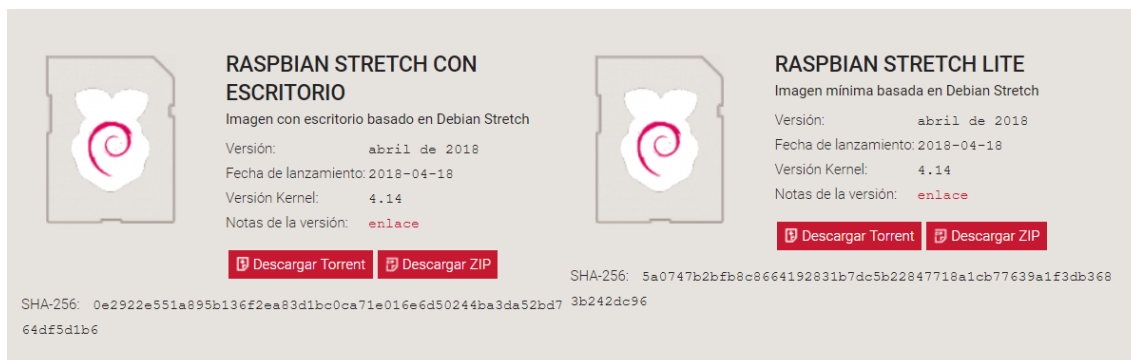 RASPBIAN STRETCH CON
ESCRITORIO
Imagen con escritorio basado en Debian Stretch
Versión: abril de 2018
Fecha de lanzamiento: 2018-04-18
Versión Kernel: 4.14
Notas de la versión: enlace
Descargar Torrent Descargar ZIP
SHA-256: 0e2922e551a895b136f2ea83d1bc0ca71e016e6d50244ba3da52bd7
64df5d1b6
RASPBIAN STRETCH LITE
Imagen mínima basada en Debian Stretch
Versión: abril de 2018
Fecha de lanzamiento: 2018-04-18
Versión Kernel: 4.14
Notas de la versión: enlace
Descargar Torrent Descargar ZIP
SHA-256: 5a0747b2bfb8c8664192831b7dc5b22847718a1cb77639a1f3db368
3b242dc96